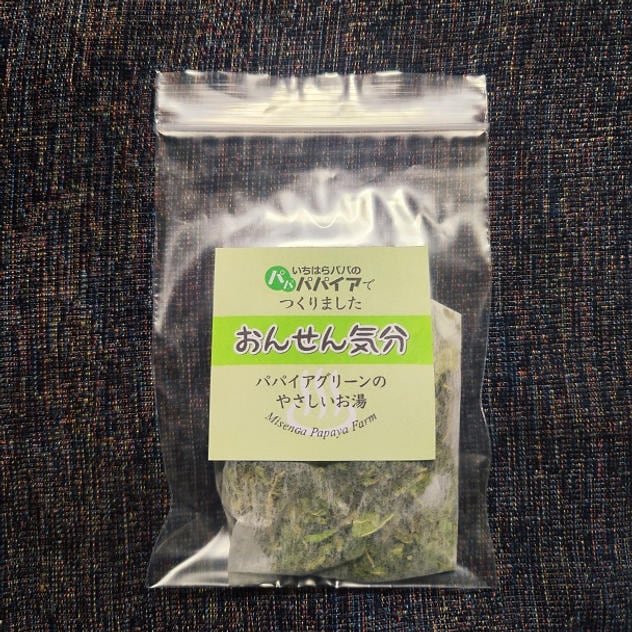 いちはらパパの
パパ パパイアで
つくりました
おんせん気分
パパイアグリーンの
やさしいお湯
Misenga Papaya Farm